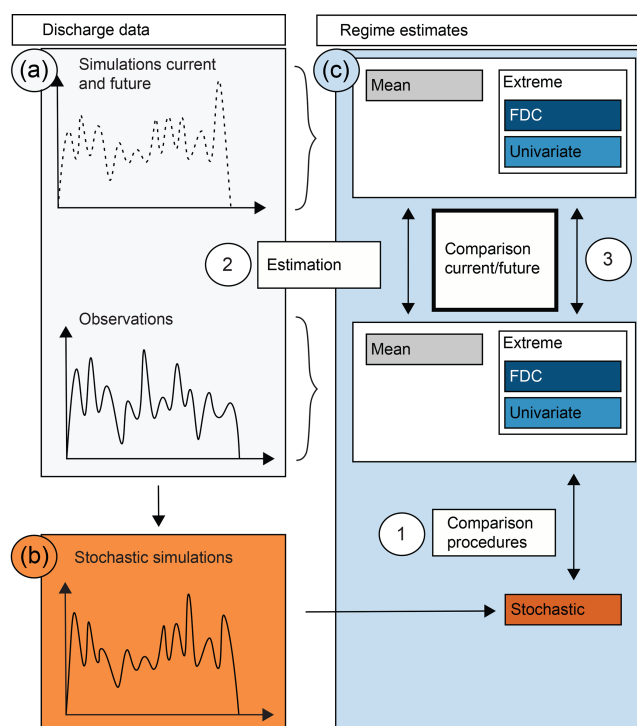 Discharge data
Regime estimates
(a)
Simulations current
and future
(c)
Mean
Extreme
FDC
Univariate
2
Estimation
Comparison
current/future
3
Observations
Mean
Extreme
FDC
Univariate
1
Comparison
procedures
(b)
Stochastic simulations
Stochastic